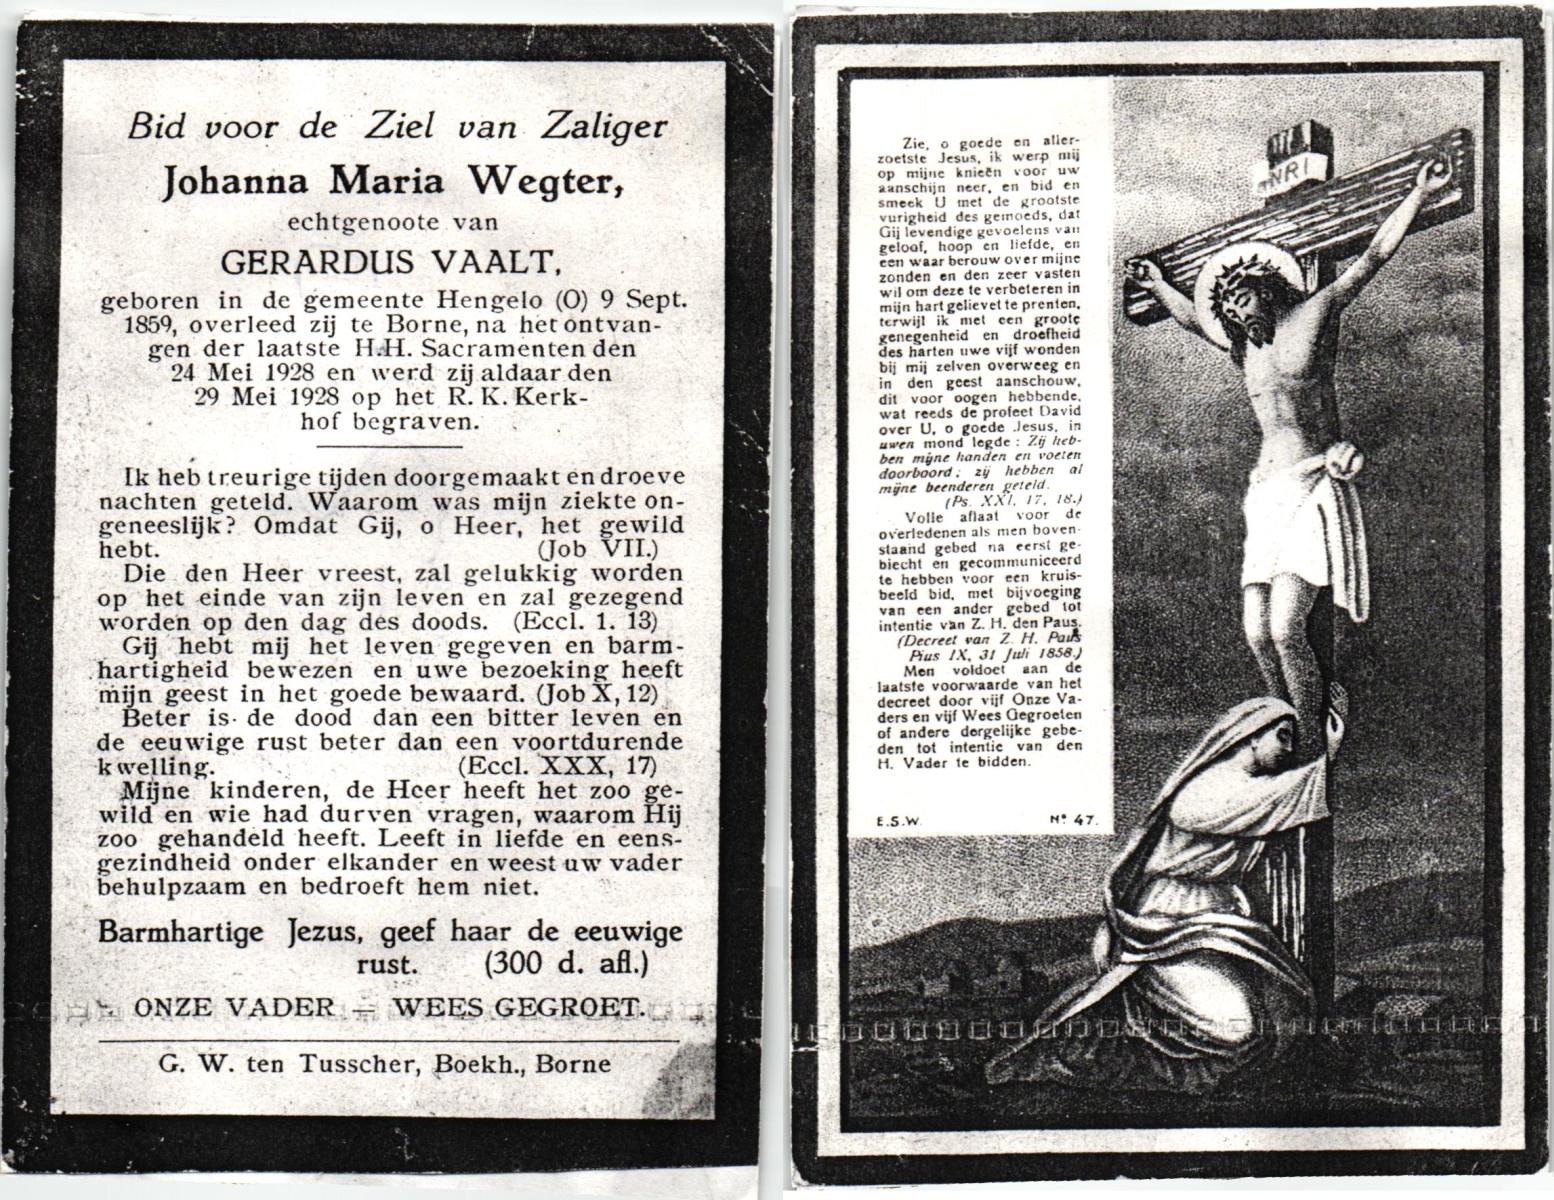 Bid voor de Ziel van Zaliger
Johanna Maria Wegter,
echtgenoote van
GERARDUS VAALT,
geboren in de gemeente Hengelo (O) 9 Sept.
1859, overleed zij te Borne, na het ontvan-
gen der laatste H.H. Sacramenten den
24 Mei 1928 en werd zij aldaar den
29 Mei 1928 op het R. K. Kerk-
hof begraven.
Ik heb treurige tijden doorgemaakt en droeve
nachten geteld. Waarom was mijn ziekte on-
geneeslijk? Omdat Gij, o Heer, het gewild
hebt. (Job VII.)
Die den Heer vreest, zal gelukkig worden
op het einde van zijn leven en zal gezegend
worden op den dag des doods. (Eccl. 1. 13)
Gij hebt mij het leven gegeven en barm-
hartigheid bewezen en uwe bezoeking heeft
mijn geest in het goede bewaard. (Job X, 12)
Beter is de dood dan een bitter leven en
de eeuwige rust beter dan een voortdurende
kwelling. (Eccl. XXX, 17)
Mijne kinderen, de Heer heeft het zoo ge-
wild en wie had durven vragen, waarom Hij
zoo gehandeld heeft. Leeft in liefde en eens-
gezindheid onder elkander en weest uw vader
behulpzaam en bedroeft hem niet.
Barmhartige Jezus, geef haar de eeuwige
rust. (300 d. afl.)
ONZE VADER — WEES GEGROET.
G. W. ten Tusscher, Boekh., Borne
Zie, o goede en aller-
zoetste Jesus, ik werp mij
op mijne knieën voor uw
aanschijn neer, en bid en
smeek U met de grootste
vurigheid des gemoeds, dat
Gij levendige gevoelens van
geloof, hoop en liefde, en
een waar berouw over mijne
zonden en den zeer vasten
wil om deze te verbeteren in
mijn hart gelievet te prenten,
terwijl ik met een groote
genegenheid en droefheid
des harten uwe vijf wonden
bij mij zelven overweeg en
in den geest aanschouw,
dit voor oogen hebbende,
wat reeds de profeet David
over U, o goede Jesus, in
uwen mond legde: Zij heb-
ben mijne handen en voeten
doorboord; zij hebben al
mijne beenderen geteld.
(Ps. XXI, 17, 18.)
Volle aflaat voor de
overledenen als men boven-
staand gebed na eerst ge-
biecht en gecommuniceerd
te hebben voor een kruis-
beeld bid, met bijvoeging
van een ander gebed tot
intentie van Z. H. den Paus.
(Decreet van Z. H. Paus
Pius IX, 31 Juli 1858.)
Men voldoet aan de
laatste voorwaarde van het
decreet door vijf Onze Va-
ders en vijf Wees Gegroeten
of andere dergelijke gebe-
den tot intentie van den
H. Vader te bidden.
E.S.W. No 47.
INRI